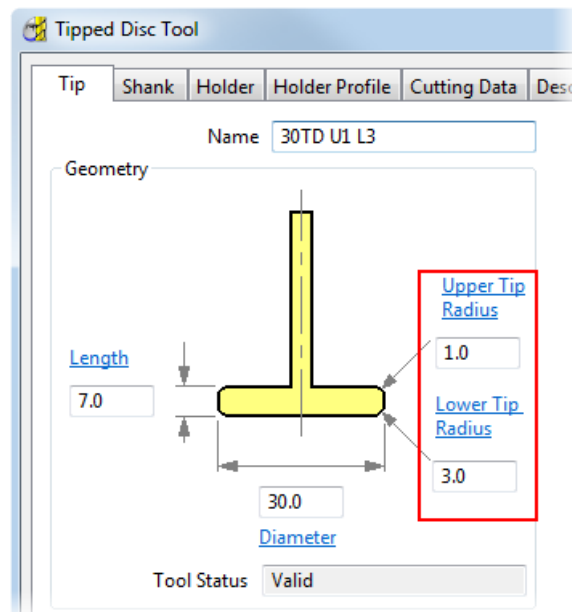 Tipped Disc Tool
Tip Shank Holder Holder Profile Cutting Data Desc
Name 30TD U1 L3
Geometry
Upper Tip
Radius
1.0
Length
7.0
Lower Tip
Radius
3.0
30.0
Diameter
Tool Status Valid